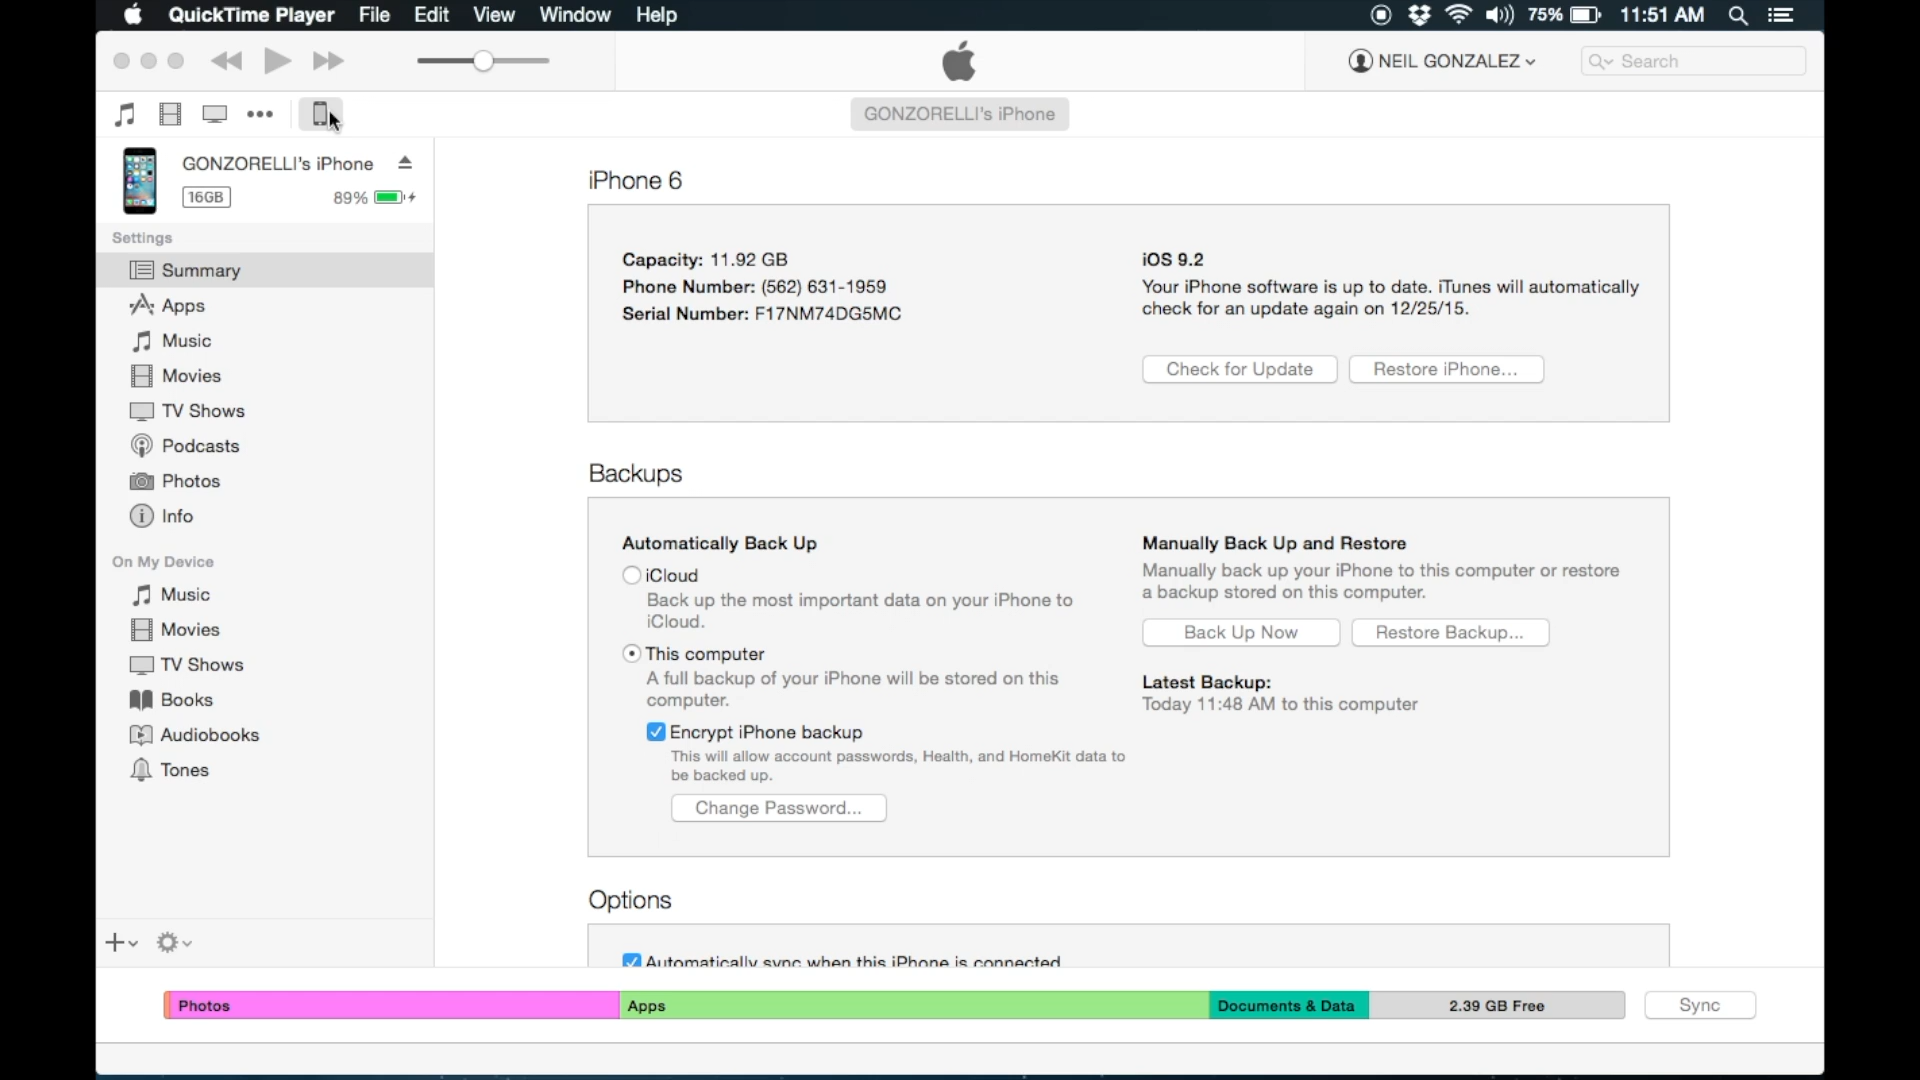 QuickTime Player File Edit View Window Help 75% 11:51 AM
NEIL GONZALEZ Search
GONZORELLI's iPhone
GONZORELLI's iPhone
16GB 89%
Settings
Summary
Apps
Music
Movies
TV Shows
Podcasts
Photos
Info
On My Device
Music
Movies
TV Shows
Books
Audiobooks
Tones
iPhone 6
Capacity: 11.92 GB
Phone Number: (562) 631-1959
Serial Number: F17NM74DG5MC
iOS 9.2
Your iPhone software is up to date. iTunes will automatically
check for an update again on 12/25/15.
Check for Update Restore iPhone...
Backups
Automatically Back Up
iCloud
Back up the most important data on your iPhone to
iCloud.
This computer
A full backup of your iPhone will be stored on this
computer.
Encrypt iPhone backup
This will allow account passwords, Health, and HomeKit data to
be backed up.
Change Password...
Manually Back Up and Restore
Manually back up your iPhone to this computer or restore
a backup stored on this computer.
Back Up Now Restore Backup...
Latest Backup:
Today 11:48 AM to this computer
Options
Automatically sync when this iPhone is connected
Photos Apps Documents & Data 2.39 GB Free Sync